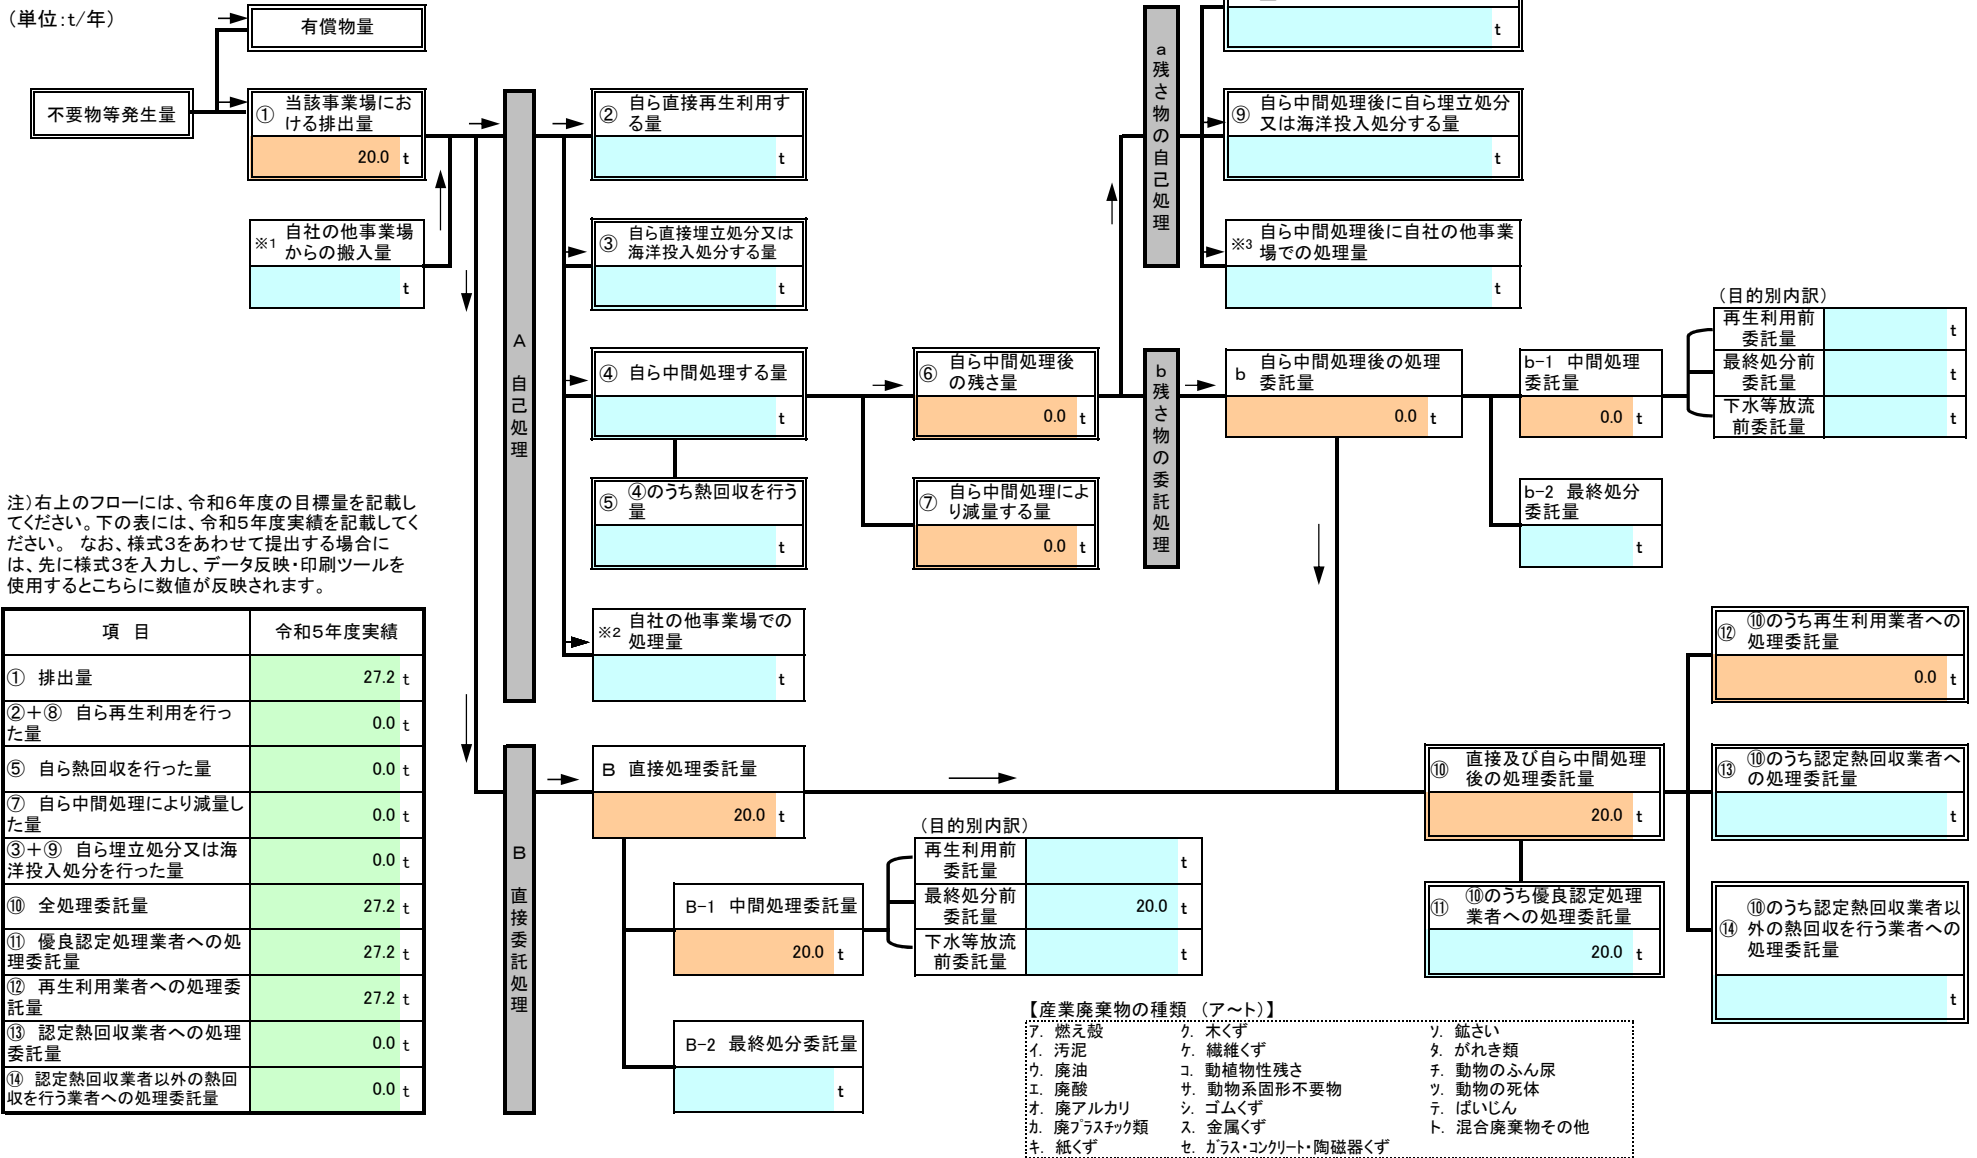 (単位:t/年)
有償物量
不要物等発生量
① 当該事業場にお
ける排出量
20.0 t
※1 自社の他事業場
からの搬入量
t
A 自己処理
② 自ら直接再生利用す
る量
t
③ 自ら直接埋立処分又は
海洋投入処分する量
t
④ 自ら中間処理する量
t
⑤ ④のうち熱回収を行う
量
t
※2 自社の他事業場での
処理量
t
⑥ 自ら中間処理後
の残さ量
0.0 t
⑦ 自ら中間処理によ
り減量する量
0.0 t
a 残さ物の自己処理
t
⑨ 自ら中間処理後に自ら埋立処分
又は海洋投入処分する量
t
※3 自ら中間処理後に自社の他事業
場での処理量
t
b 残さ物の委託処理
b 自ら中間処理後の処理
委託量
0.0 t
b-1 中間処理
委託量
0.0 t
b-2 最終処分
委託量
t
(目的別内訳)
再生利用前
委託量
t
最終処分前
委託量
t
下水等放流
前委託量
t
注)右上のフローには、令和6年度の目標量を記載し
てください。下の表には、令和5年度実績を記載してく
ださい。 なお、様式3をあわせて提出する場合に
は、先に様式3を入力し、データ反映・印刷ツールを
使用するとこちらに数値が反映されます。
項 目 令和5年度実績
① 排出量 27.2 t
②+⑧ 自ら再生利用を行っ
た量 0.0 t
⑤ 自ら熱回収を行った量 0.0 t
⑦ 自ら中間処理により減量し
た量 0.0 t
③+⑨ 自ら埋立処分又は海
洋投入処分を行った量 0.0 t
⑩ 全処理委託量 27.2 t
⑪ 優良認定処理業者への処
理委託量 27.2 t
⑫ 再生利用業者への処理委
託量 27.2 t
⑬ 認定熱回収業者への処理
委託量 0.0 t
⑭ 認定熱回収業者以外の熱回
収を行う業者への処理委託量 0.0 t
B 直接委託処理
B 直接処理委託量
20.0 t
B-1 中間処理委託量
20.0 t
B-2 最終処分委託量
t
(目的別内訳)
再生利用前
委託量
t
最終処分前
委託量
20.0 t
下水等放流
前委託量
t
⑩ 直接及び自ら中間処理
後の処理委託量
20.0 t
⑪ ⑩のうち優良認定処理
業者への処理委託量
20.0 t
⑫ ⑩のうち再生利用業者への
処理委託量
0.0 t
⑬ ⑩のうち認定熱回収業者へ
の処理委託量
t
⑭ ⑩のうち認定熱回収業者以
外の熱回収を行う業者への
処理委託量
t
【産業廃棄物の種類 (ア~ト)】
ア. 燃え殻 ク. 木くず ソ. 鉱さい
イ. 汚泥 ケ. 繊維くず タ. がれき類
ウ. 廃油 コ. 動植物性残さ チ. 動物のふん尿
エ. 廃酸 サ. 動物系固形不要物 ツ. 動物の死体
オ. 廃アルカリ シ. ゴムくず テ. ばいじん
カ. 廃プラスチック類 ス. 金属くず ト. 混合廃棄物その他
キ. 紙くず セ. ガラス・コンクリート・陶磁器くず